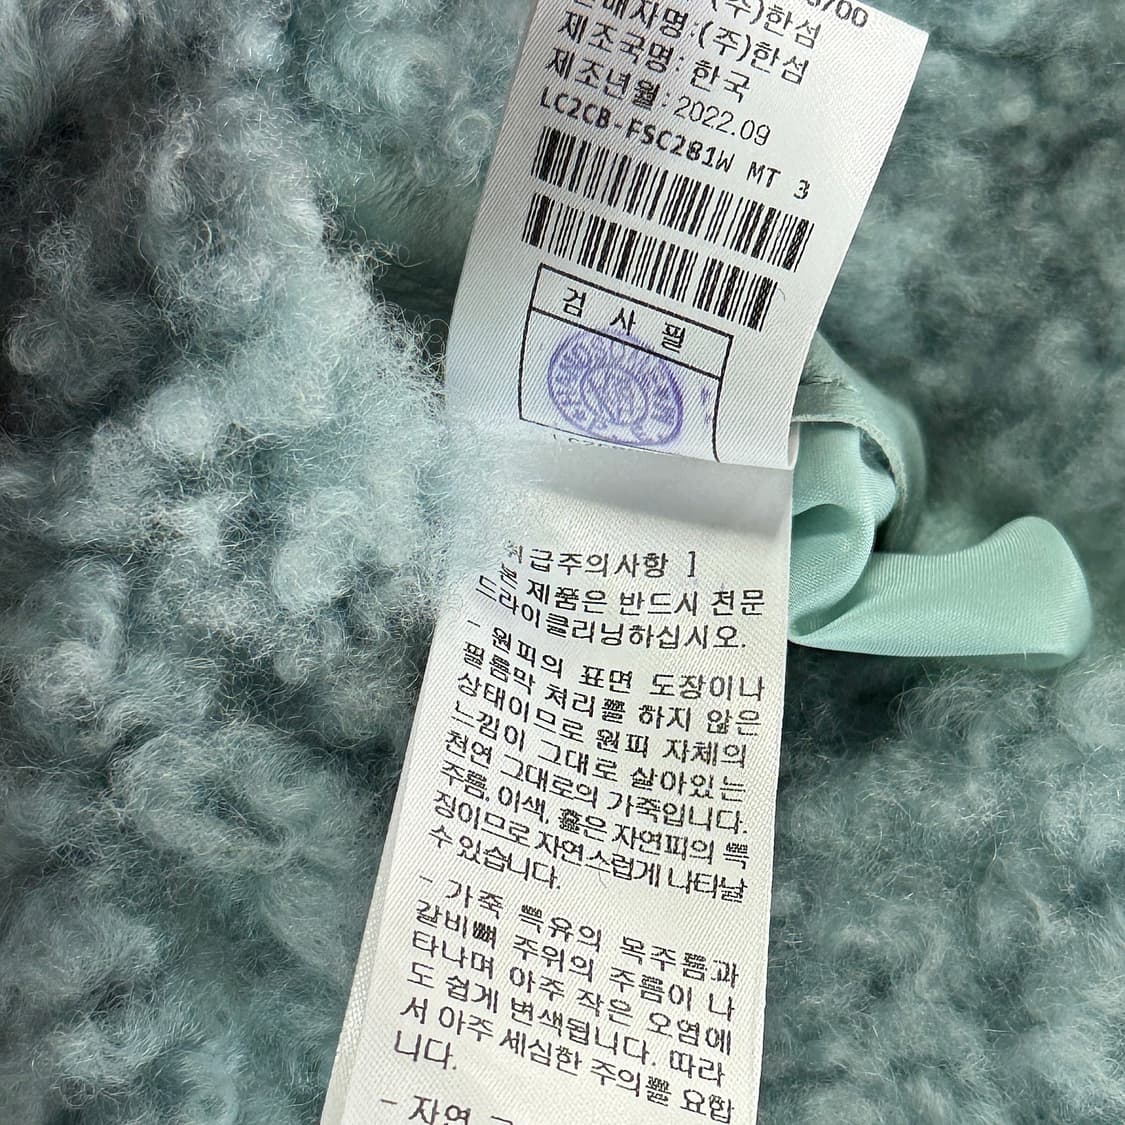 /00
판매자명:(주)한섬
제조국명: 한국
제조년월: 2022.09
LC2CB-FSC281W MT 3
검사필
급주의사항 ]
본 제품은 반드시 전문
드라이클리닝하십시오.
- 원피의 표면 도장이나
필름막 처리를 하지 않은
상태이므로 원피 자체의
느낌이 그대로 살아있는
천연 그대로의 가죽입니다.
주름, 이색, 흠은 자연피의 특
징이므로 자연스럽게 나타날
수 있습니다.
- 가죽 특유의 목주름과
갈비뼈 주위의 주름이 나
타나며 아주 작은 오염에
도 쉽게 변색됩니다. 따라
서 아주 세심한 주의를 요합
니다.
- 자연